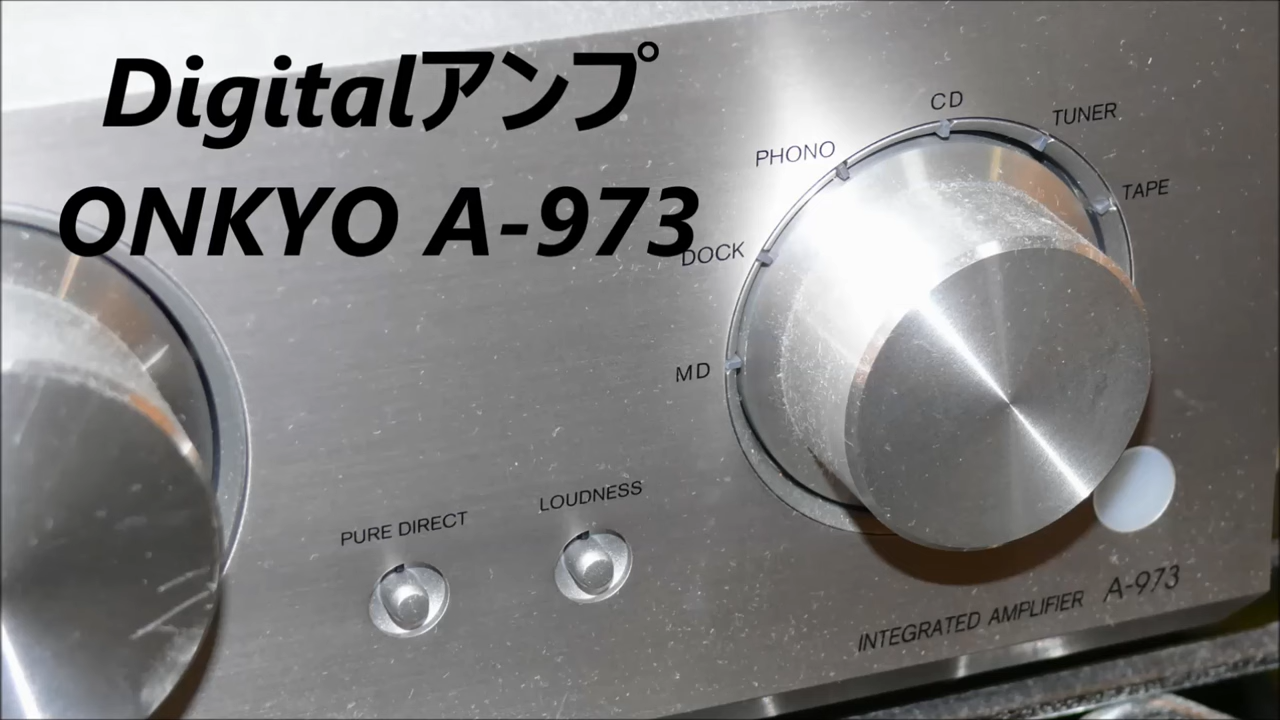 Digitalアンプ
ONKYO A-973
CD
TUNER
PHONO
TAPE
DOCK
MD
LOUDNESS
PURE DIRECT
INTEGRATED AMPLIFIER A-973